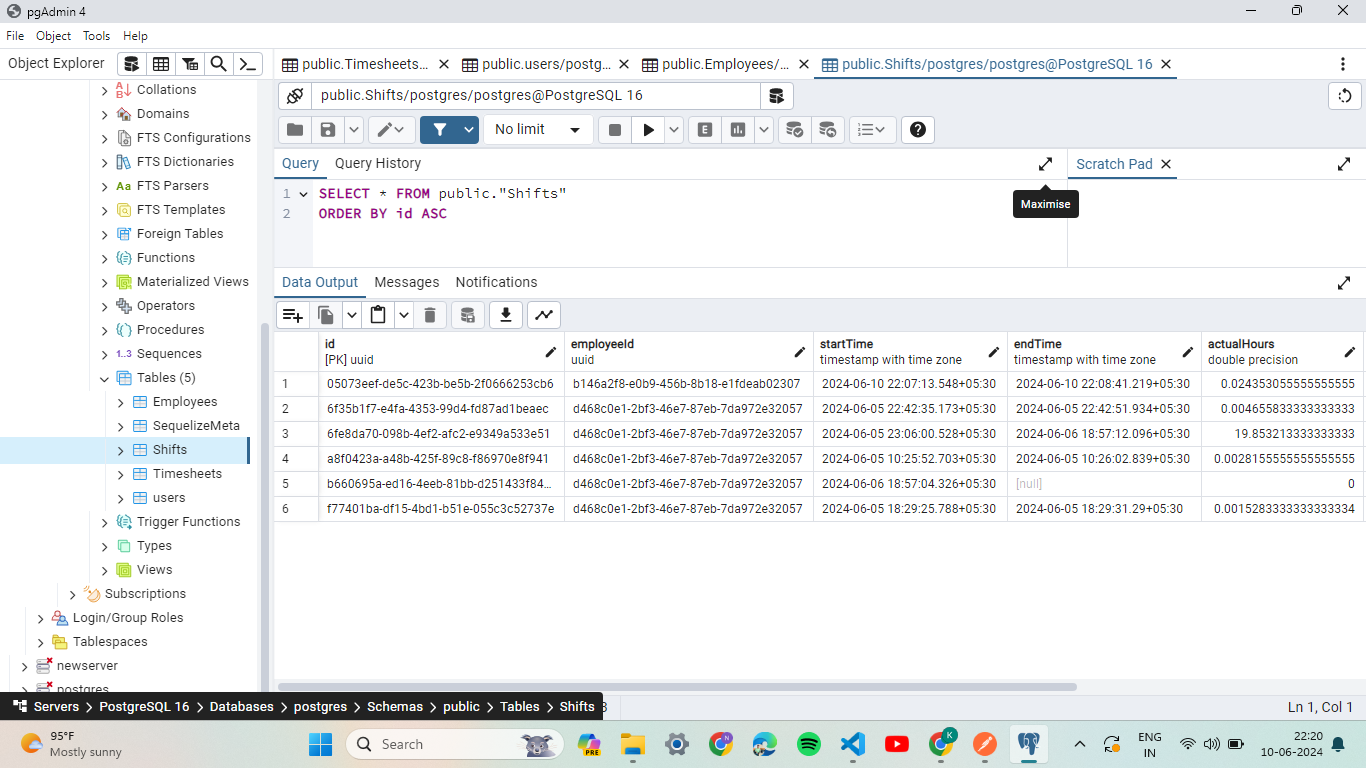 pgAdmin 4
File Object Tools Help
Object Explorer
public.Timesheets... public.users/postg... public.Employees/... public.Shifts/postgres/postgres@PostgreSQL 16
public.Shifts/postgres/postgres@PostgreSQL 16
No limit
E
Query Query History
Scratch Pad
Maximise
1 SELECT * FROM public."Shifts"
2 ORDER BY id ASC
Data Output Messages Notifications
id employeeId startTime endTime actualHours
[PK] uuid uuid timestamp with time zone timestamp with time zone double precision
1 05073eef-de5c-423b-be5b-2f0666253cb6 b146a2f8-e0b9-456b-8b18-e1fdeab02307 2024-06-10 22:07:13.548+05:30 2024-06-10 22:08:41.219+05:30 0.024353055555555555
2 6f35b1f7-e4fa-4353-99d4-fd87ad1beaec d468c0e1-2bf3-46e7-87eb-7da972e32057 2024-06-05 22:42:35.173+05:30 2024-06-05 22:42:51.934+05:30 0.004655833333333333
3 6fe8da70-098b-4ef2-afc2-e9349a533e51 d468c0e1-2bf3-46e7-87eb-7da972e32057 2024-06-05 23:06:00.528+05:30 2024-06-06 18:57:12.096+05:30 19.853213333333333
4 a8f0423a-a48b-425f-89c8-f86970e8f941 d468c0e1-2bf3-46e7-87eb-7da972e32057 2024-06-05 10:25:52.703+05:30 2024-06-05 10:26:02.839+05:30 0.0028155555555555555
5 b660695a-ed16-4eeb-81bb-d251433f84... d468c0e1-2bf3-46e7-87eb-7da972e32057 2024-06-06 18:57:04.326+05:30 [null] 0
6 f77401ba-df15-4bd1-b51e-055c3c52737e d468c0e1-2bf3-46e7-87eb-7da972e32057 2024-06-05 18:29:25.788+05:30 2024-06-05 18:29:31.29+05:30 0.0015283333333333334
Collations
Domains
FTS Configurations
FTS Dictionaries
Aa FTS Parsers
FTS Templates
Foreign Tables
Functions
Materialized Views
Operators
Procedures
1..3 Sequences
Tables (5)
Employees
SequelizeMeta
Shifts
Timesheets
users
Trigger Functions
Types
Views
Subscriptions
Login/Group Roles
Tablespaces
newserver
postgres
Servers > PostgreSQL 16 > Databases > postgres > Schemas > public > Tables > Shifts
Ln 1, Col 1
95°F
Mostly sunny
Search
PRE
N
K
ENG
IN
22:20
10-06-2024